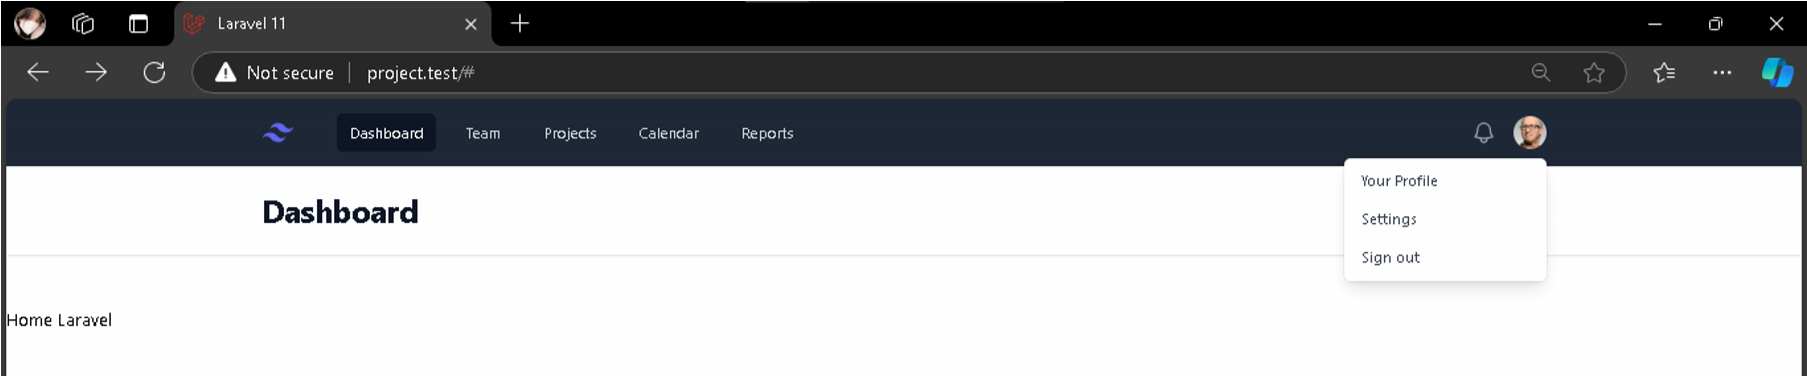 Laravel 11
Not secure project.test/#
Dashboard Team Projects Calendar Reports
Your Profile
Dashboard
Settings
Sign out
Home Laravel